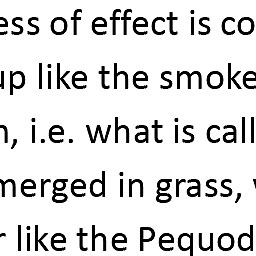 ess of effect is co
up like the smoke
, i.e. what is call
merged in grass,
r like the Pequod